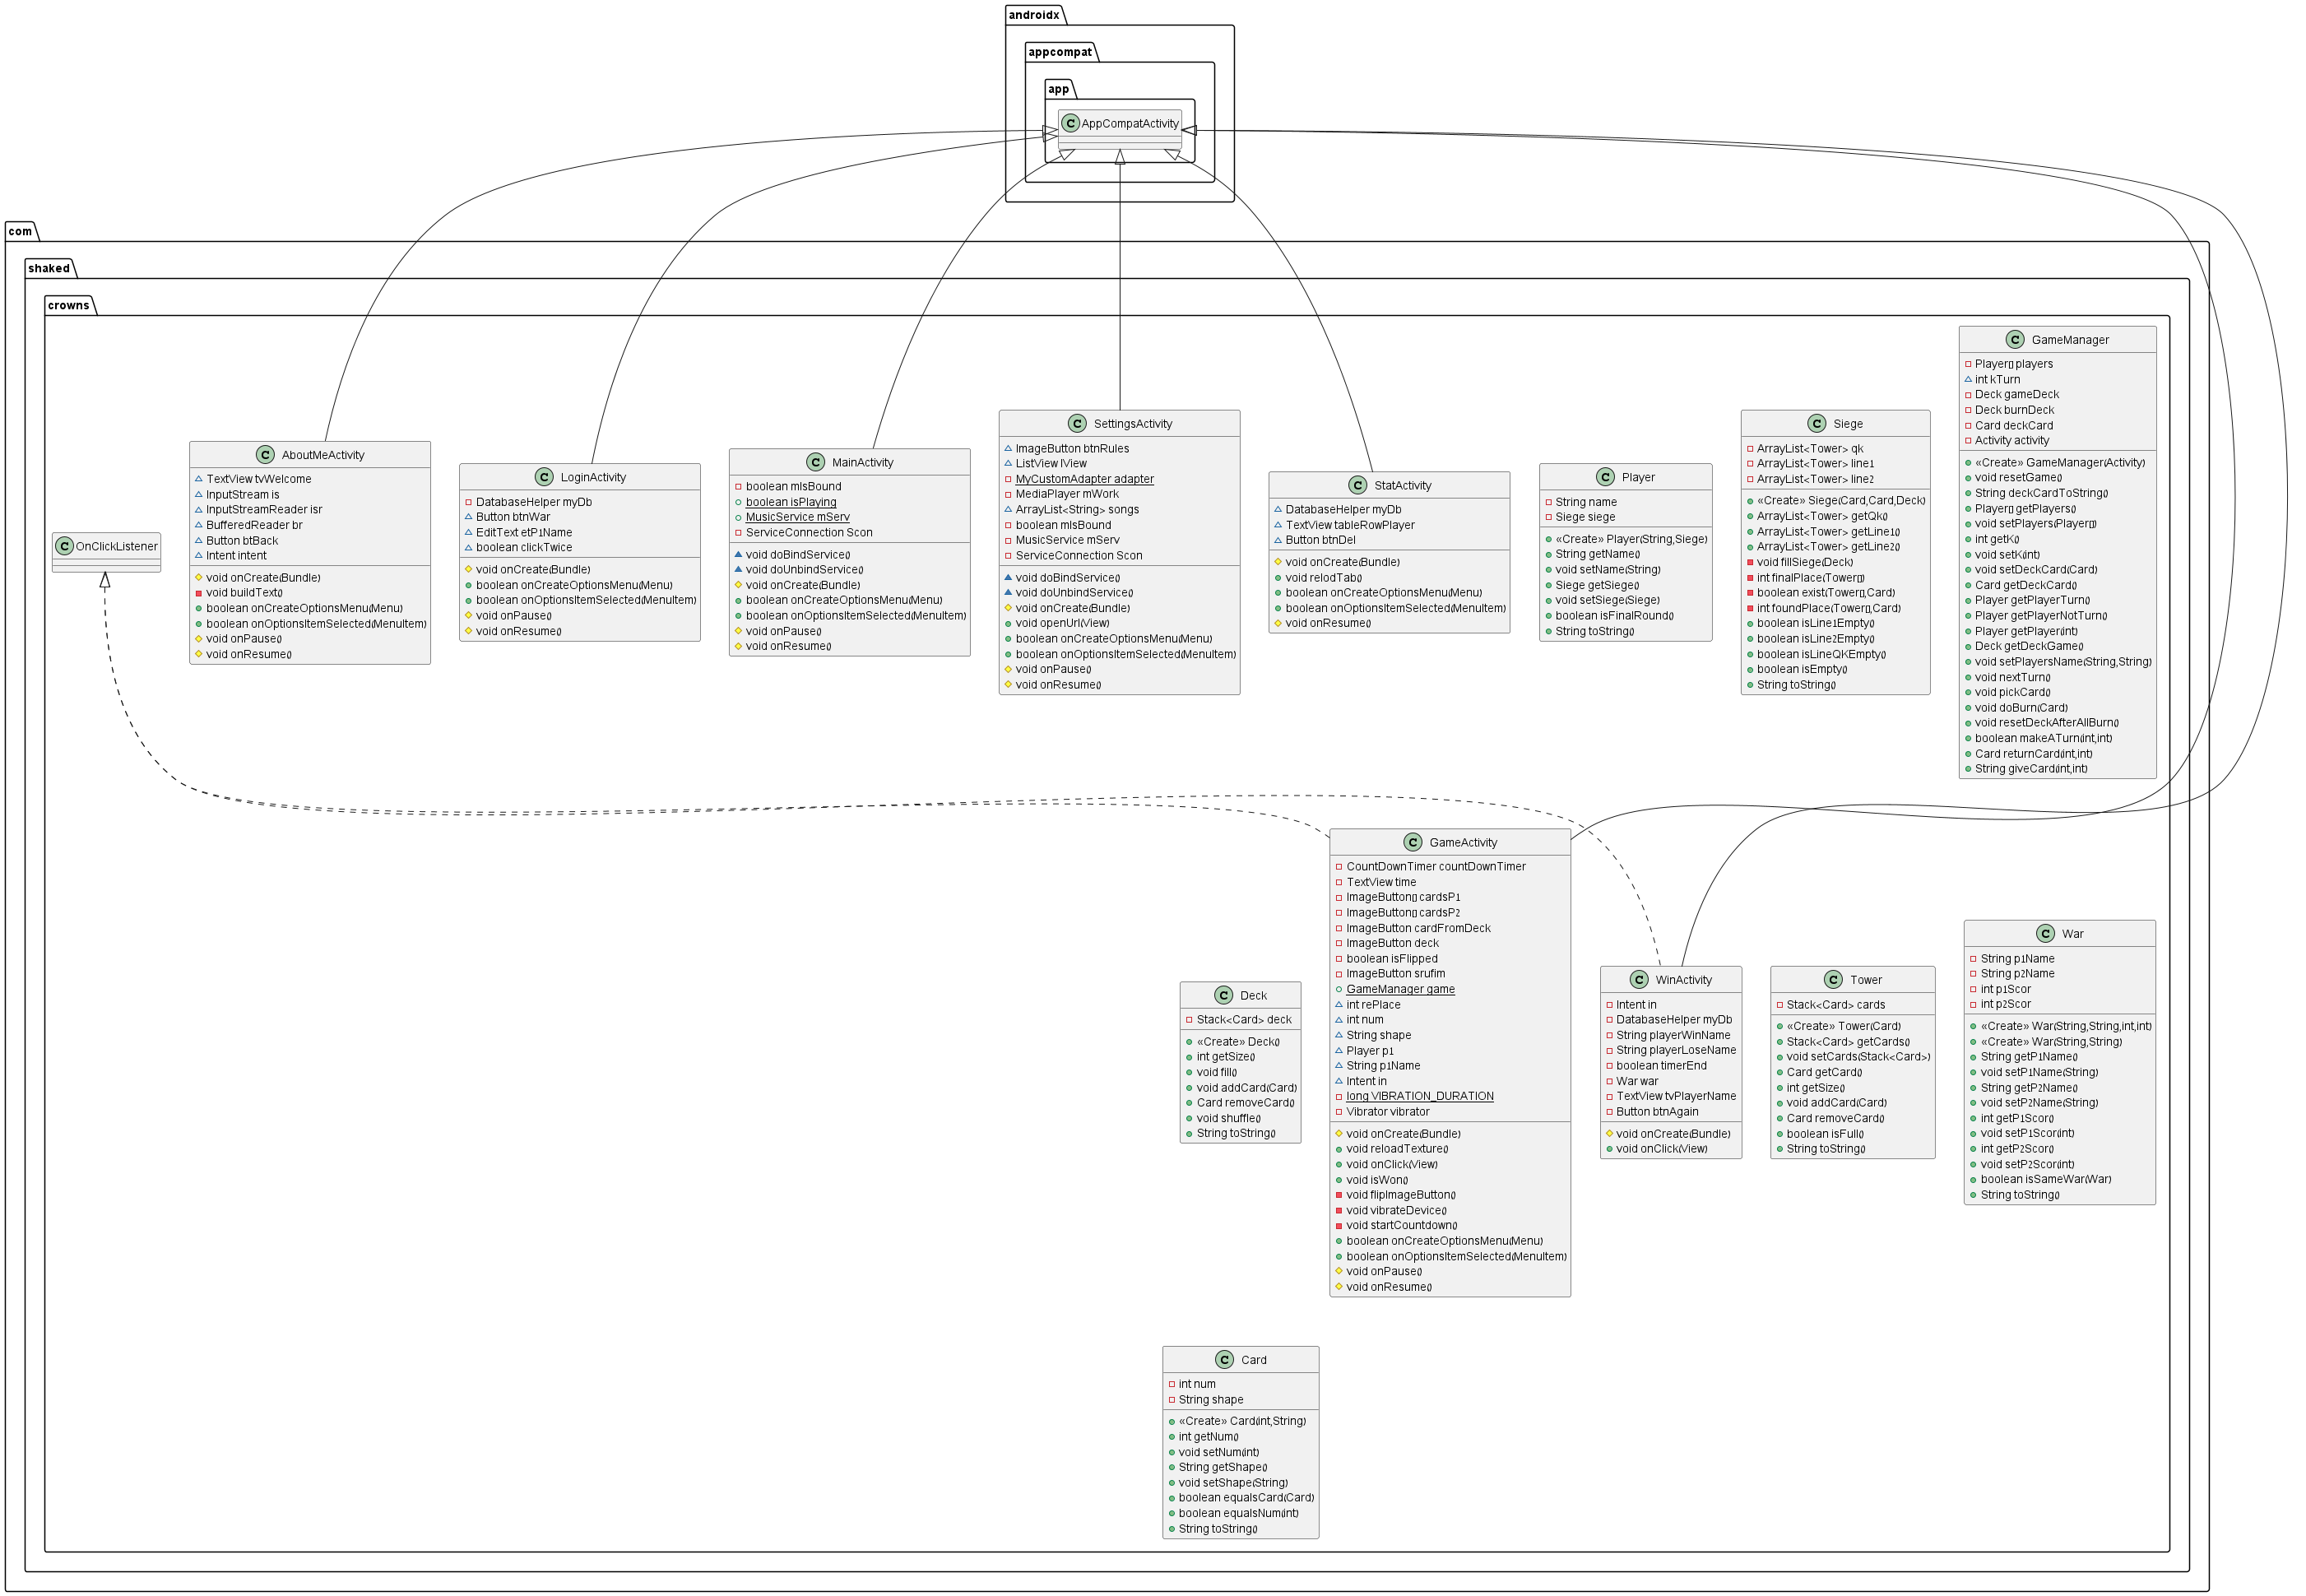 androidx
appcompat
app
AppCompatActivity
com
shaked
crowns
OnClickListener
AboutMeActivity
TextView tvWelcome
InputStream is
InputStreamReader isr
BufferedReader br
Button btBack
Intent intent
void onCreate(Bundle)
void buildText()
boolean onCreateOptionsMenu(Menu)
boolean onOptionsItemSelected(MenuItem)
void onPause()
void onResume()
LoginActivity
DatabaseHelper myDb
Button btnWar
EditText etP1Name
boolean clickTwice
void onCreate(Bundle)
boolean onCreateOptionsMenu(Menu)
boolean onOptionsItemSelected(MenuItem)
void onPause()
void onResume()
MainActivity
boolean mIsBound
boolean isPlaying
MusicService mServ
ServiceConnection Scon
void doBindService()
void doUnbindService()
void onCreate(Bundle)
boolean onCreateOptionsMenu(Menu)
boolean onOptionsItemSelected(MenuItem)
void onPause()
void onResume()
SettingsActivity
ImageButton btnRules
ListView lView
MyCustomAdapter adapter
MediaPlayer mWork
ArrayList<String> songs
boolean mIsBound
MusicService mServ
ServiceConnection Scon
void doBindService()
void doUnbindService()
void onCreate(Bundle)
void openUrl(View)
boolean onCreateOptionsMenu(Menu)
boolean onOptionsItemSelected(MenuItem)
void onPause()
void onResume()
StatActivity
DatabaseHelper myDb
TextView tableRowPlayer
Button btnDel
void onCreate(Bundle)
void relodTab()
boolean onCreateOptionsMenu(Menu)
boolean onOptionsItemSelected(MenuItem)
void onResume()
Player
String name
Siege siege
«Create» Player(String,Siege)
String getName()
void setName(String)
Siege getSiege()
void setSiege(Siege)
boolean isFinalRound()
String toString()
Siege
ArrayList<Tower> qk
ArrayList<Tower> line1
ArrayList<Tower> line2
«Create» Siege(Card,Card,Deck)
ArrayList<Tower> getQk()
ArrayList<Tower> getLine1()
ArrayList<Tower> getLine2()
void fillSiege(Deck)
int finalPlace(Tower[])
boolean exist(Tower[],Card)
int foundPlace(Tower[],Card)
boolean isLine1Empty()
boolean isLine2Empty()
boolean isLineQKEmpty()
boolean isEmpty()
String toString()
GameManager
Player[] players
int kTurn
Deck gameDeck
Deck burnDeck
Card deckCard
Activity activity
«Create» GameManager(Activity)
void resetGame()
String deckCardToString()
Player[] getPlayers()
void setPlayers(Player[])
int getK()
void setK(int)
void setDeckCard(Card)
Card getDeckCard()
Player getPlayerTurn()
Player getPlayerNotTurn()
Player getPlayer(int)
Deck getDeckGame()
void setPlayersName(String,String)
void nextTurn()
void pickCard()
void doBurn(Card)
void resetDeckAfterAllBurn()
boolean makeATurn(int,int)
Card returnCard(int,int)
String giveCard(int,int)
Deck
Stack<Card> deck
«Create» Deck()
int getSize()
void fill()
void addCard(Card)
Card removeCard()
void shuffle()
String toString()
GameActivity
CountDownTimer countDownTimer
TextView time
ImageButton[] cardsP1
ImageButton[] cardsP2
ImageButton cardFromDeck
ImageButton deck
boolean isFlipped
ImageButton srufim
GameManager game
int rePlace
int num
String shape
Player p1
String p1Name
Intent in
long VIBRATION_DURATION
Vibrator vibrator
void onCreate(Bundle)
void reloadTexture()
void onClick(View)
void isWon()
void flipImageButton()
void vibrateDevice()
void startCountdown()
boolean onCreateOptionsMenu(Menu)
boolean onOptionsItemSelected(MenuItem)
void onPause()
void onResume()
WinActivity
Intent in
DatabaseHelper myDb
String playerWinName
String playerLoseName
boolean timerEnd
War war
TextView tvPlayerName
Button btnAgain
void onCreate(Bundle)
void onClick(View)
Tower
Stack<Card> cards
«Create» Tower(Card)
Stack<Card> getCards()
void setCards(Stack<Card>)
Card getCard()
int getSize()
void addCard(Card)
Card removeCard()
boolean isFull()
String toString()
War
String p1Name
String p2Name
int p1Scor
int p2Scor
«Create» War(String,String,int,int)
«Create» War(String,String)
String getP1Name()
void setP1Name(String)
String getP2Name()
void setP2Name(String)
int getP1Scor()
void setP1Scor(int)
int getP2Scor()
void setP2Scor(int)
boolean isSameWar(War)
String toString()
Card
int num
String shape
«Create» Card(int,String)
int getNum()
void setNum(int)
String getShape()
void setShape(String)
boolean equalsCard(Card)
boolean equalsNum(int)
String toString()